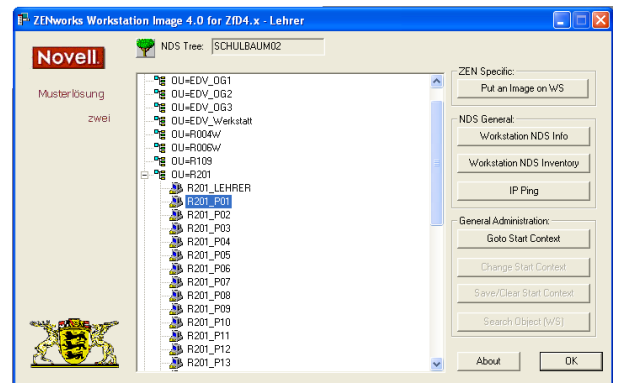 ZENworks Workstation Image 4.0 for ZfD4.x - Lehrer
Novell.
Musterlösung
zwei
NDS Tree: SCHULBAUM02
OU=EDV_OG1
OU=EDV_OG2
OU=EDV_OG3
OU=EDV_Werkstatt
OU=R004W
OU=R006W
OU=R109
OU=R201
R201_LEHRER
R201_P01
R201_P02
R201_P03
R201_P04
R201_P05
R201_P06
R201_P07
R201_P08
R201_P09
R201_P10
R201_P11
R201_P12
R201_P13
ZEN Specific:
Put an Image on WS
NDS General:
Workstation NDS Info
Workstation NDS Inventory
IP Ping
General Administration:
Goto Start Context
Change Start Context
Save/Clear Start Context
Search Object (WS)
About
OK